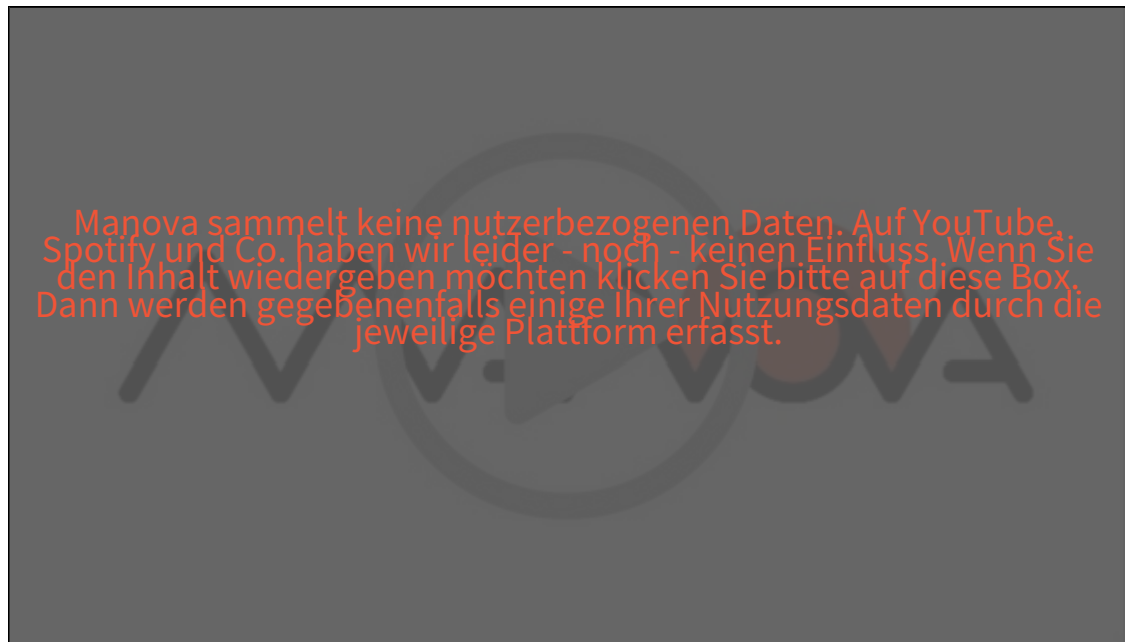 Manova sammelt keine nutzerbezogenen Daten. Auf YouTube,
Spotify und Co. haben wir leider - noch - keinen Einfluss. Wenn Sie
den Inhalt wiedergeben möchten klicken Sie bitte auf diese Box.
Dann werden gegebenenfalls einige Ihrer Nutzungsdaten durch die
jeweilige Plattform erfasst.
MANOVA